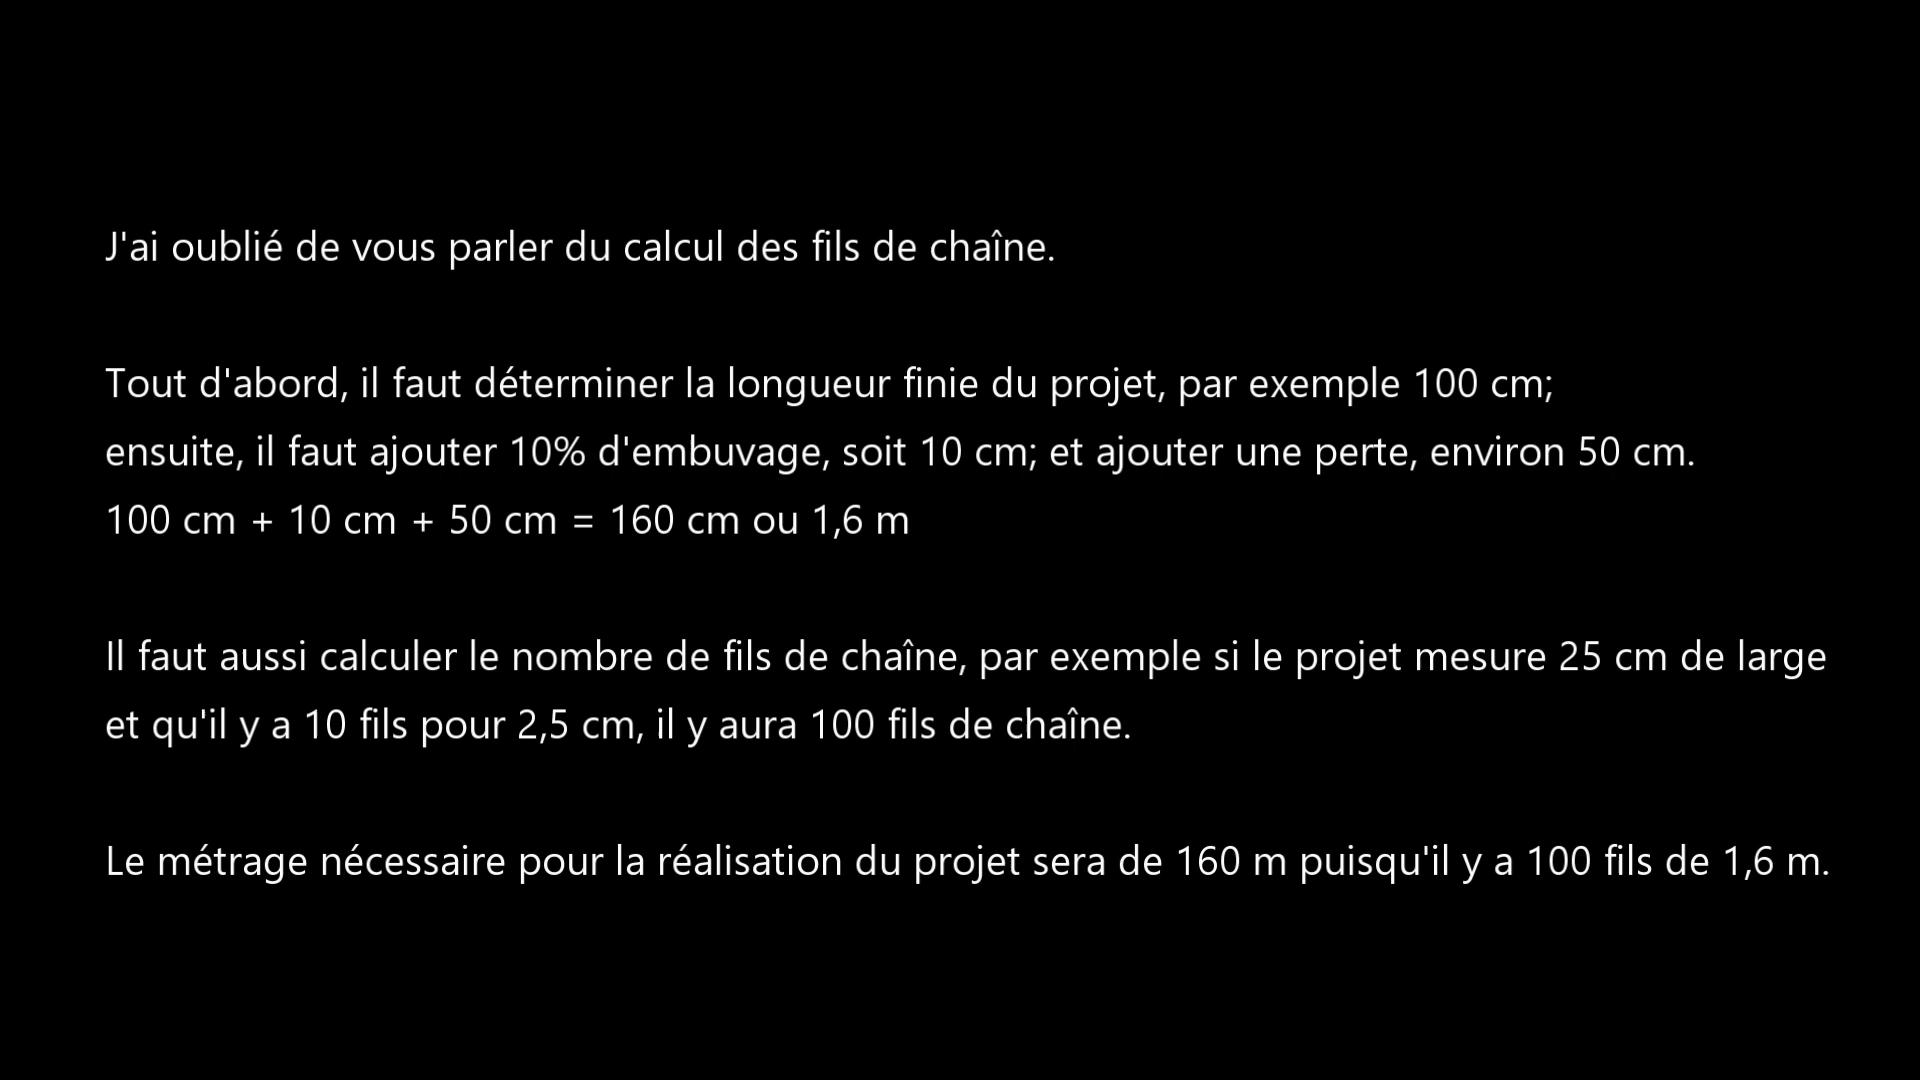 J'ai oublié de vous parler du calcul des fils de chaîne.
Tout d'abord, il faut déterminer la longueur finie du projet, par exemple 100 cm;
ensuite, il faut ajouter 10% d'embuvage, soit 10 cm; et ajouter une perte, environ 50 cm.
100 cm + 10 cm + 50 cm = 160 cm ou 1,6 m
Il faut aussi calculer le nombre de fils de chaîne, par exemple si le projet mesure 25 cm de large
et qu'il y a 10 fils pour 2,5 cm, il y aura 100 fils de chaîne.
Le métrage nécessaire pour la réalisation du projet sera de 160 m puisqu'il y a 100 fils de 1,6 m.